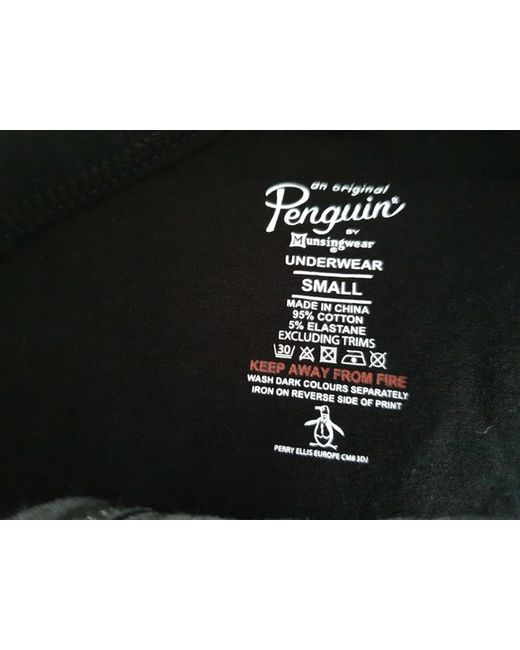 an original
Penguin®
BY
Munsingwear
®
UNDERWEAR
SMALL
MADE IN CHINA
95% COTTON
5% ELASTANE
EXCLUDING TRIMS
30
KEEP AWAY FROM FIRE
WASH DARK COLOURS SEPARATELY
IRON ON REVERSE SIDE OF PRINT
PERRY ELLIS EUROPE CM8 3DJ